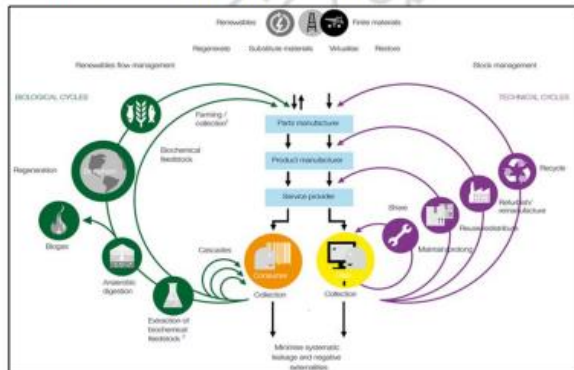 Renewables
Finite materials
Regenerate
Substitute materials
Virtualise
Restore
Renewables flow management
Stock management
BIOLOGICAL CYCLES
TECHNICAL CYCLES
Farming /
collection¹
Parts manufacturer
Biochemical
feedstock
Product manufacturer
Recycle
Regeneration
Service provider
Share
Refurbish/
remanufacture
Reuse/redistribute
Biogas
Cascades
Maintain/prolong
Consumer
Anaerobic
digestion
Collection
Collection
Extraction of
biochemical
feedstock ²
Minimise systematic
leakage and negative
externalities